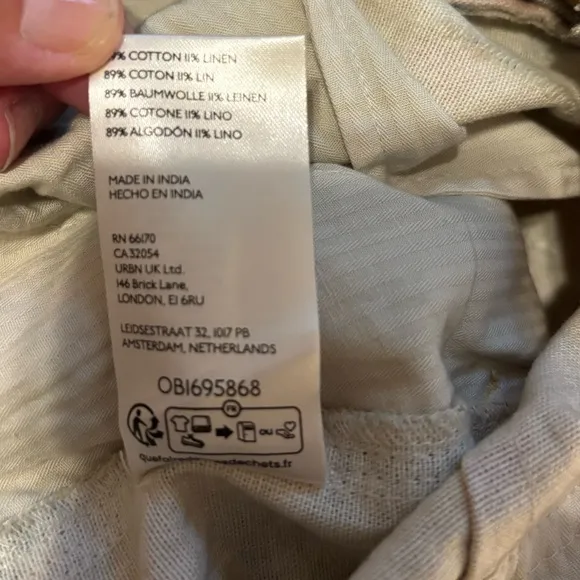 9% COTTON 11% LINEN
89% COTON 11% LIN
89% BAUMWOLLE 11% LEINEN
89% COTONE 11% LINO
89% ALGODÓN 11% LINO
MADE IN INDIA
HECHO EN INDIA
RN 66170
CA32054
URBN UK Ltd.
146 Brick Lane,
LONDON, E1 6RU
LEIDSESTRAAT 32, 1017 PB
AMSTERDAM, NETHERLANDS
OB1695868
FR
OU